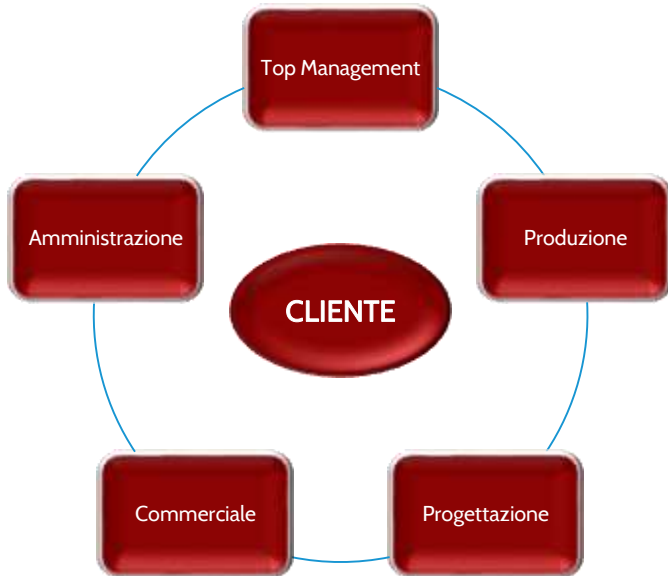 Top Management
Amministrazione
Produzione
CLIENTE
Commerciale
Progettazione